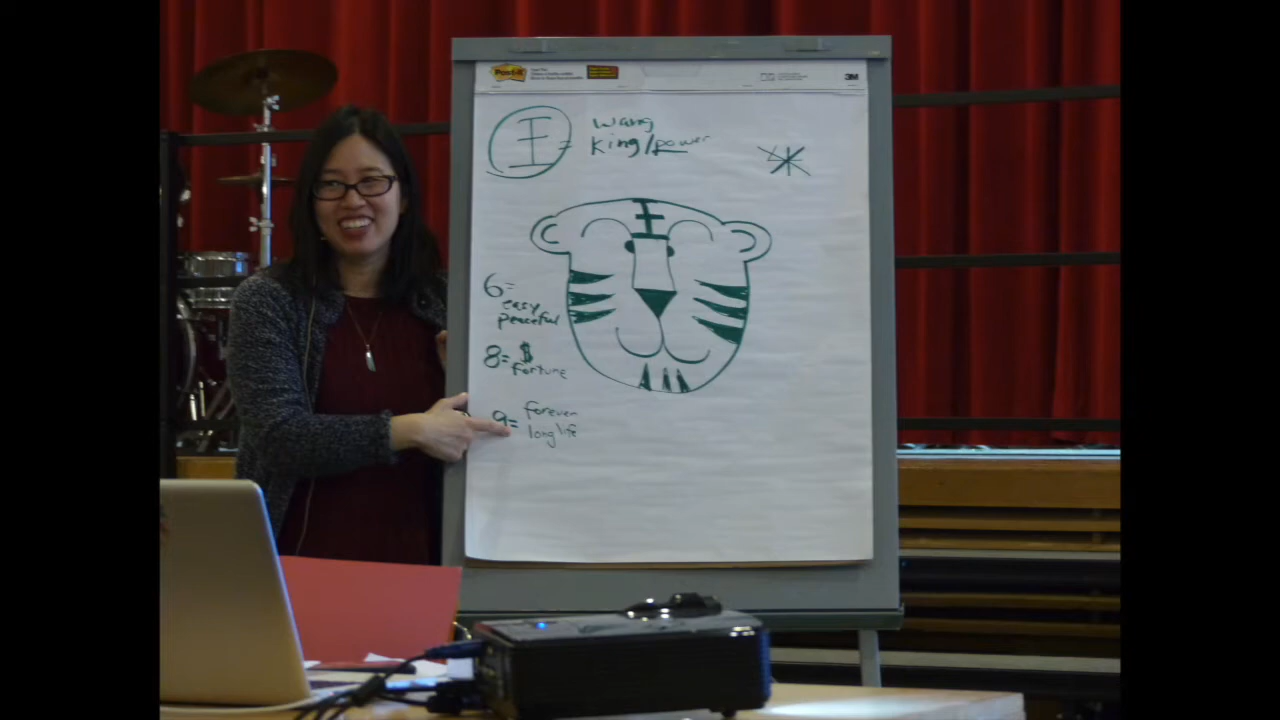 Post-it
3M
王 = wang
king/power
6= easy
peaceful
8= $
fortune
9= forever
long life